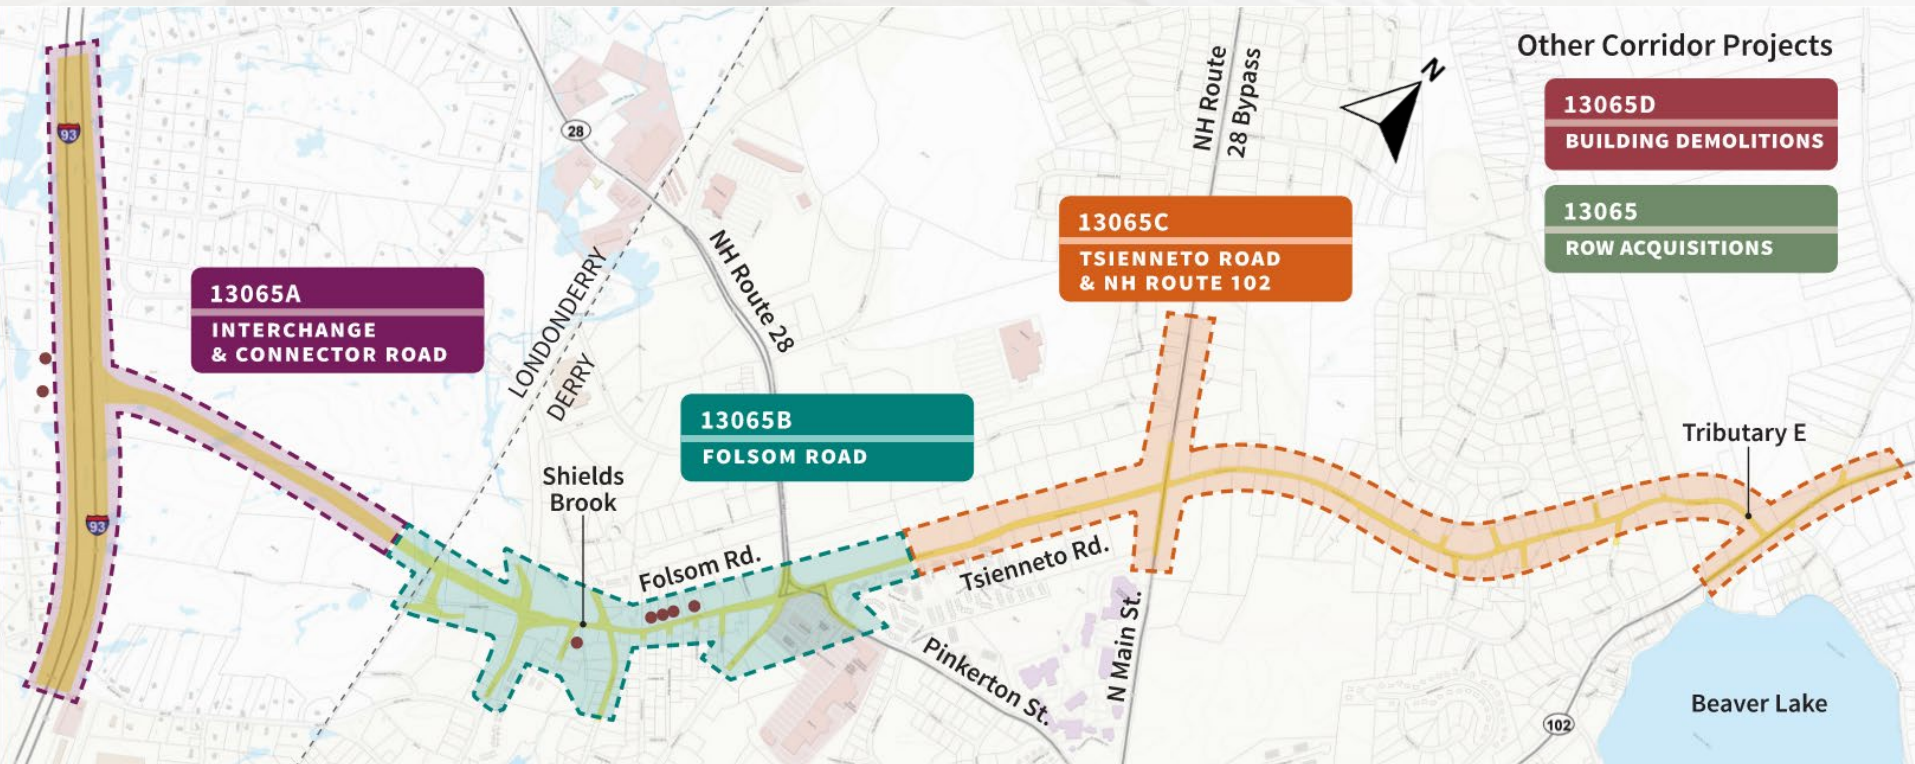 Other Corridor Projects
13065D
BUILDING DEMOLITIONS
13065
ROW ACQUISITIONS
N
NH Route
28 Bypass
93
28
13065C
TSIENNETO ROAD
& NH ROUTE 102
NH Route 28
LONDONDERRY
DERRY
13065A
INTERCHANGE
& CONNECTOR ROAD
13065B
FOLSOM ROAD
Tributary E
Shields
Brook
93
Folsom Rd.
Tsienneto Rd.
Pinkerton St.
N Main St.
Beaver Lake
102